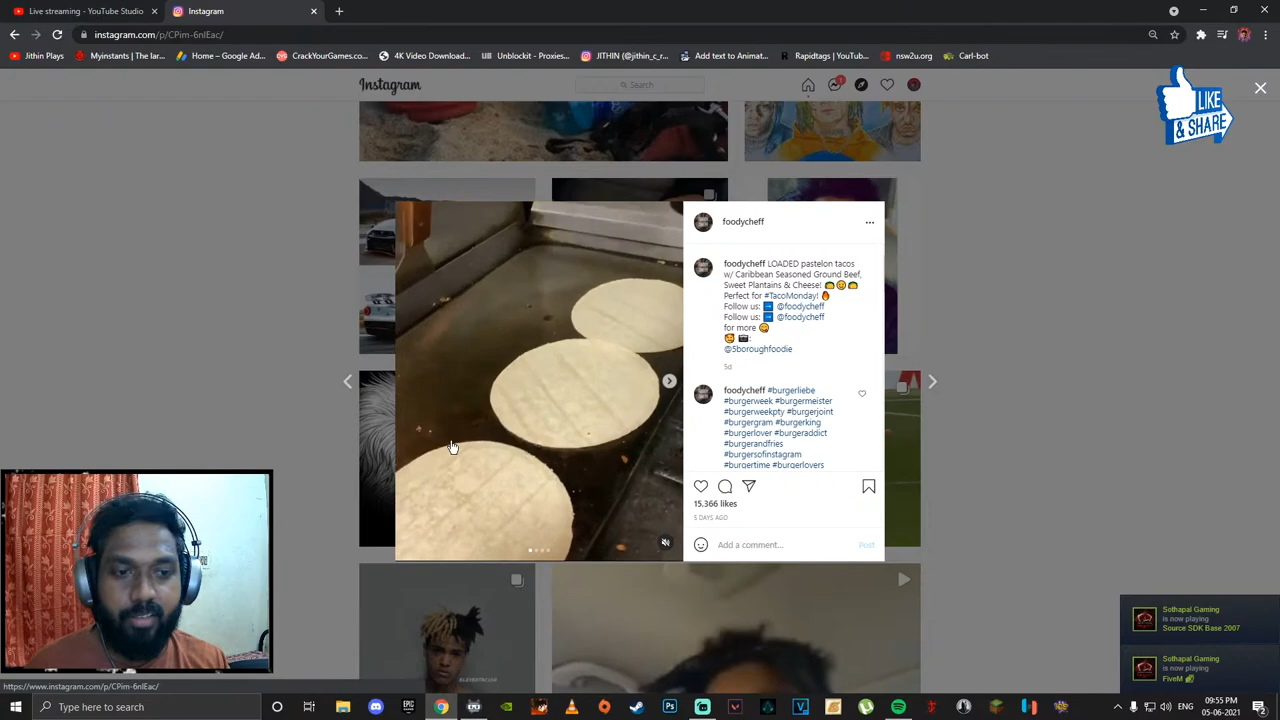 Live streaming - YouTube Studio
Instagram
instagram.com/p/CPim-6nIEac/
Jithin Plays
Myinstants | The lar...
Home – Google Ad...
CrackYourGames.co...
4K Video Downloa...
Unblockit - Proxies...
JITHIN (@jithin_c_r...
Add text to Animat...
Rapidtags | YouTub...
nsw2u.org
Carl-bot
Instagram
Search
1
LIKE
& SHARE
foodycheff
foodycheff LOADED pastelon tacos
w/ Caribbean Seasoned Ground Beef,
Sweet Plantains & Cheese! 🌮😋🌮
Perfect for #TacoMonday! 🔥
Follow us: ➡ @foodycheff
Follow us: ➡ @foodycheff
for more 😋
@5boroughfoodie
5d
foodycheff #burgerliebe
#burgerweek #burgermeister
#burgerweekpty #burgerjoint
#burgergram #burgerking
#burgerlover #burgeraddict
#burgerandfries
#burgersofinstagram
#burgertime #burgerlovers
15,366 likes
5 DAYS AGO
Add a comment...
Post
Sothapal Gaming
is now playing
Source SDK Base 2007
Sothapal Gaming
is now playing
FiveM
https://www.instagram.com/p/CPim-6nIEac/
Type here to search
ENG
09:55 PM
05-06-2021
2